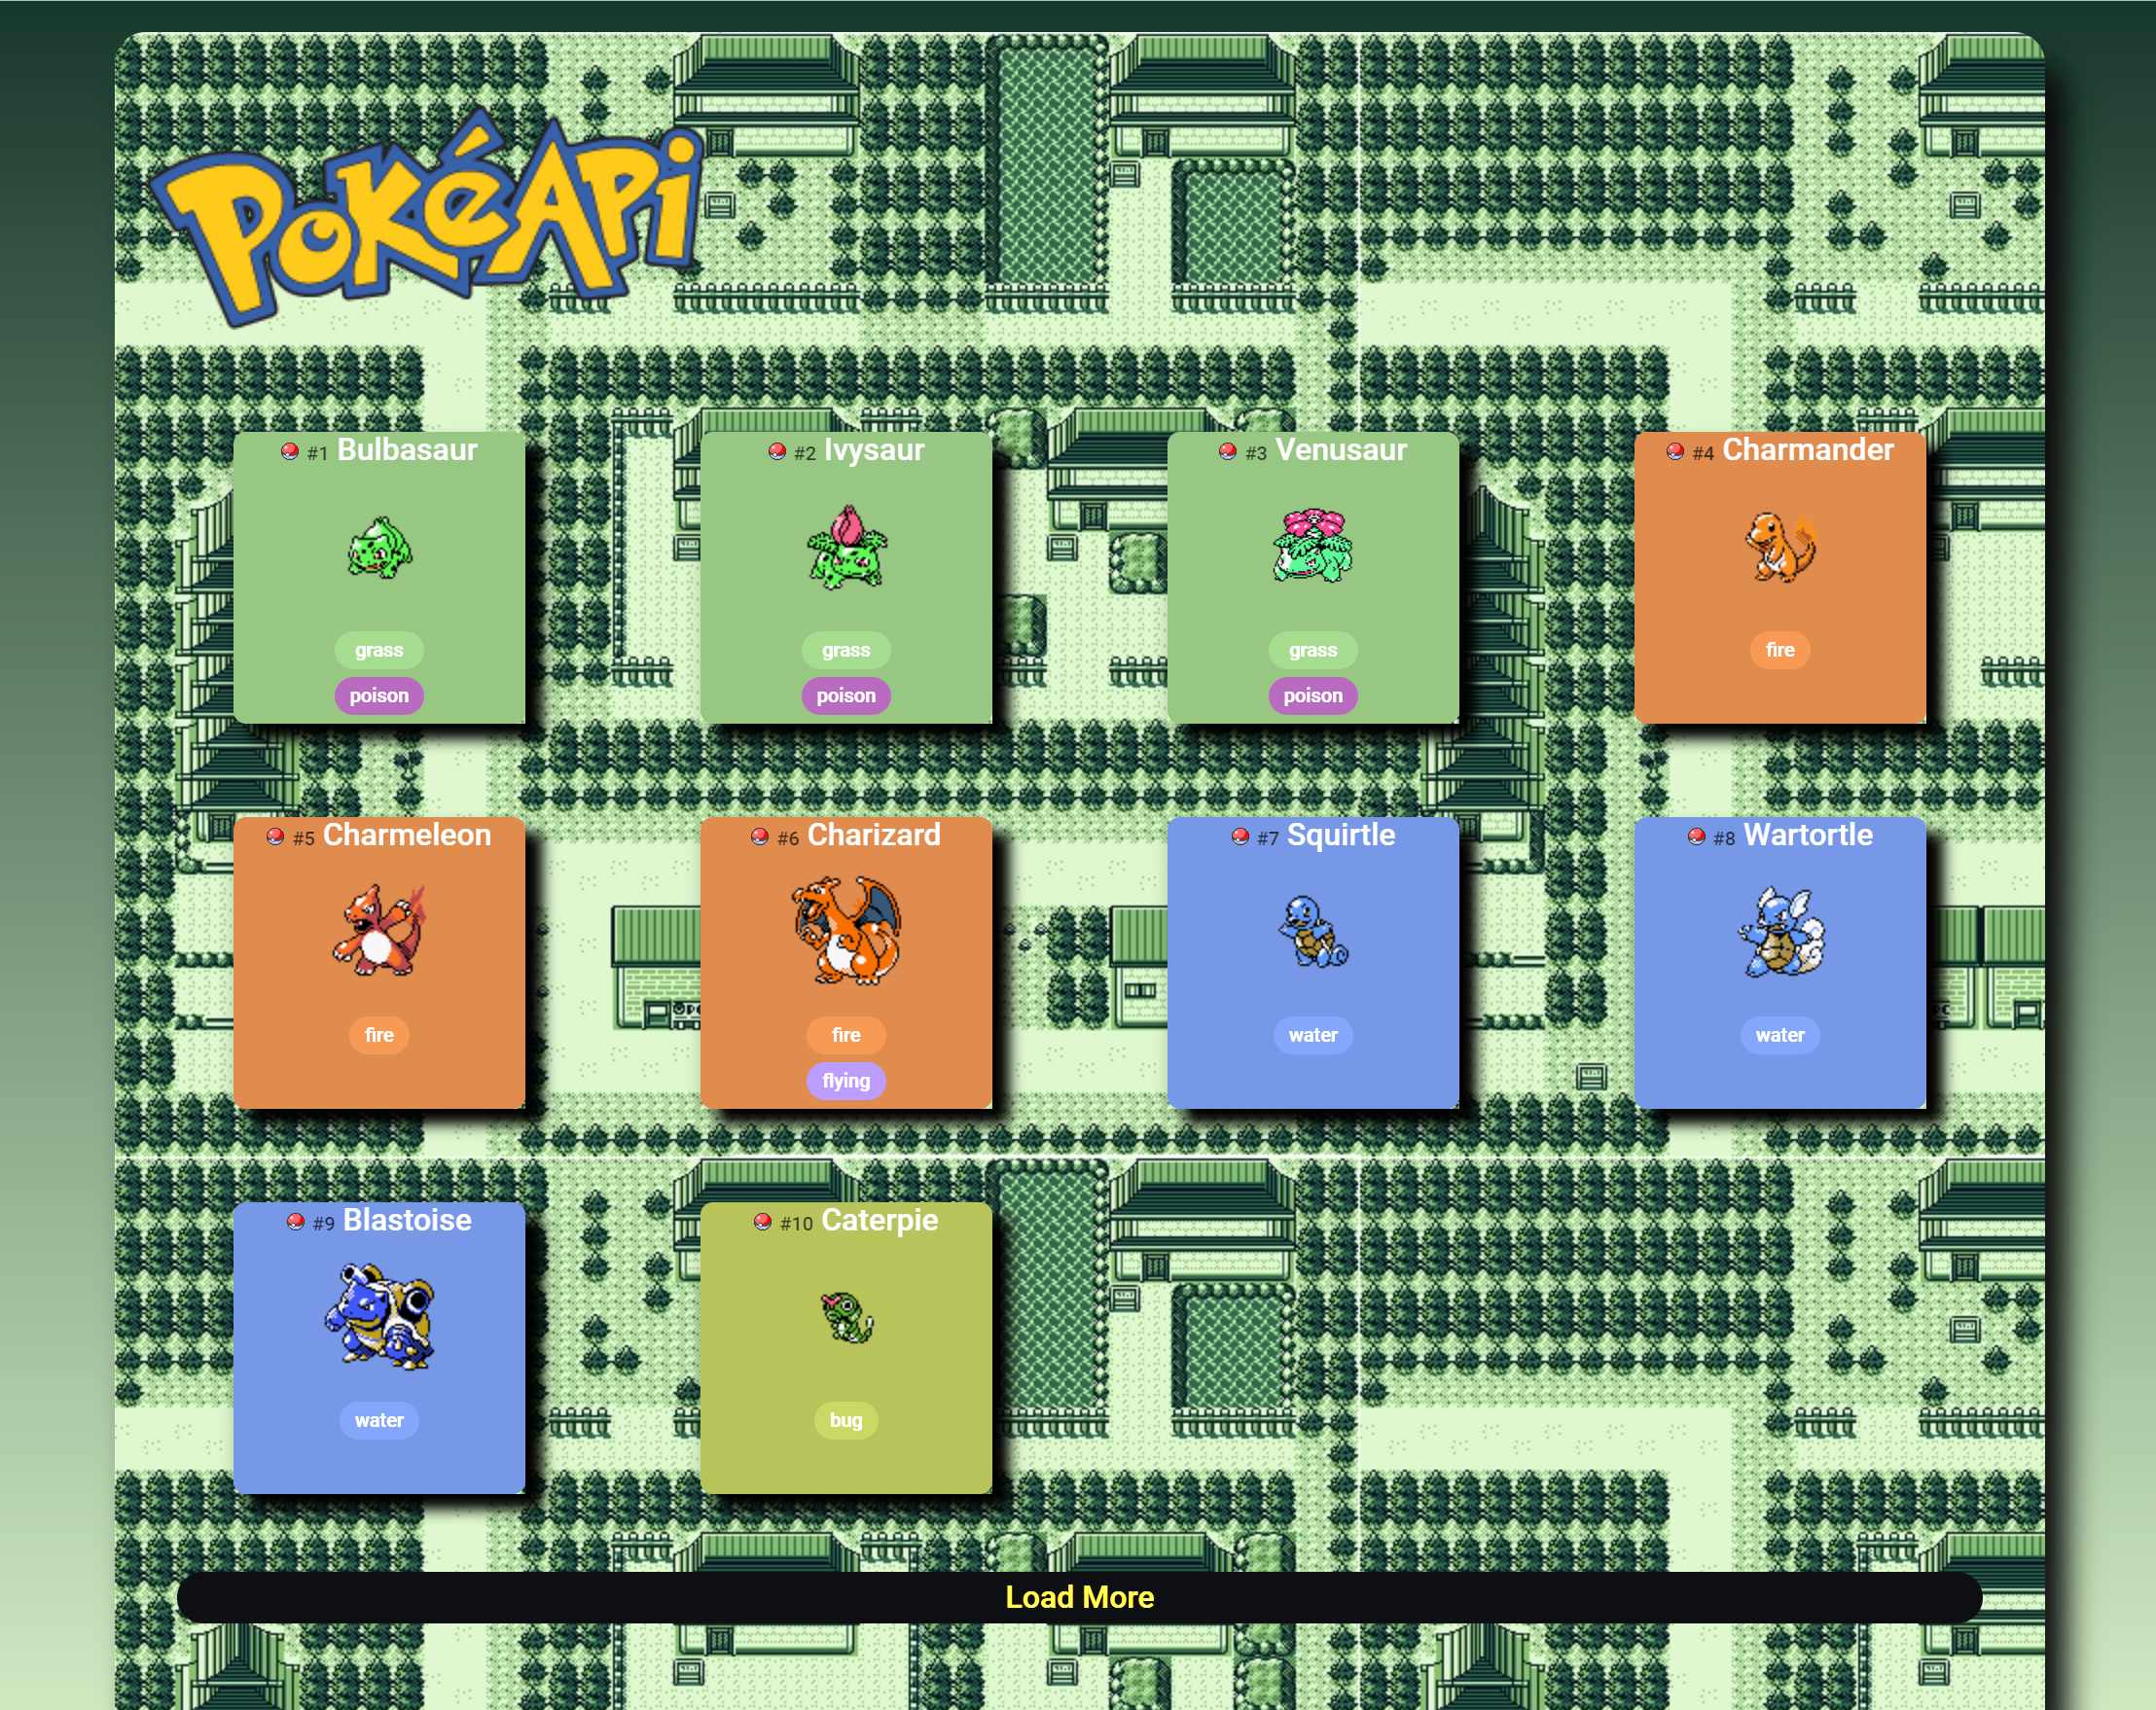 PoKéAPi
#1 Bulbasaur
grass
poison
#2 Ivysaur
grass
poison
#3 Venusaur
grass
poison
#4 Charmander
fire
#5 Charmeleon
fire
#6 Charizard
fire
flying
#7 Squirtle
water
#8 Wartortle
water
#9 Blastoise
water
#10 Caterpie
bug
Load More